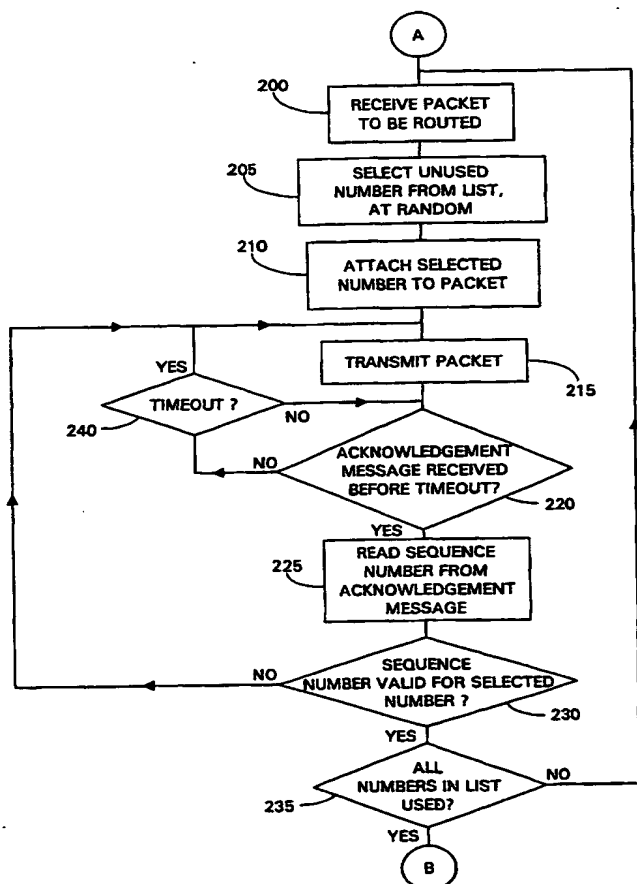 A
200
RECEIVE PACKET
TO BE ROUTED
205
SELECT UNUSED
NUMBER FROM LIST,
AT RANDOM
210
ATTACH SELECTED
NUMBER TO PACKET
TRANSMIT PACKET
215
YES
TIMEOUT ?
NO
240
ACKNOWLEDGEMENT
MESSAGE RECEIVED
BEFORE TIMEOUT?
NO
220
YES
225
READ SEQUENCE
NUMBER FROM
ACKNOWLEDGEMENT
MESSAGE
NO
SEQUENCE
NUMBER VALID FOR SELECTED
NUMBER ?
230
YES
ALL
NUMBERS IN LIST
USED?
NO
235
YES
B